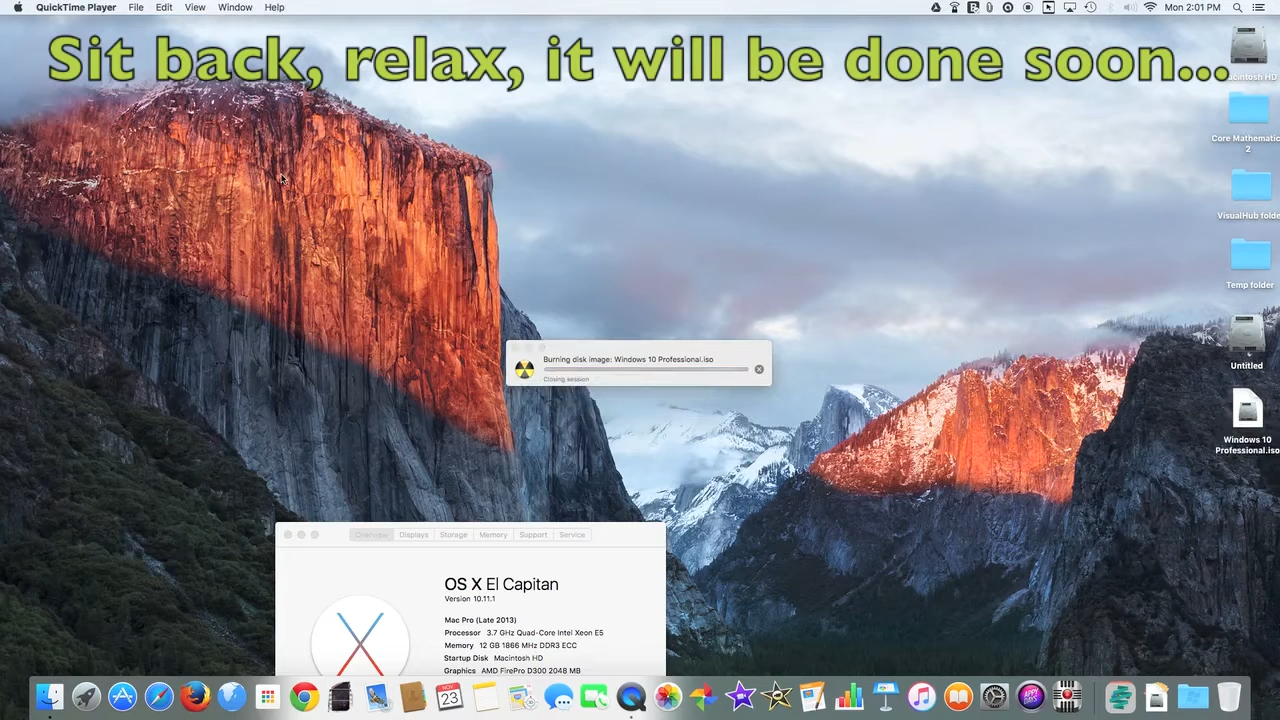 QuickTime Player File Edit View Window Help Mon 2:01 PM
Sit back, relax, it will be done soon...
Macintosh HD
Core Mathematic
2
VisualHub folde
Temp folder
Burning disk image: Windows 10 Professional.iso
Closing session
Untitled
Windows 10
Professional.iso
Overview Displays Storage Memory Support Service
OS X El Capitan
Version 10.11.1
Mac Pro (Late 2013)
Processor 3.7 GHz Quad-Core Intel Xeon E5
Memory 12 GB 1866 MHz DDR3 ECC
Startup Disk Macintosh HD
Graphics AMD FirePro D300 2048 MB
NOV
23